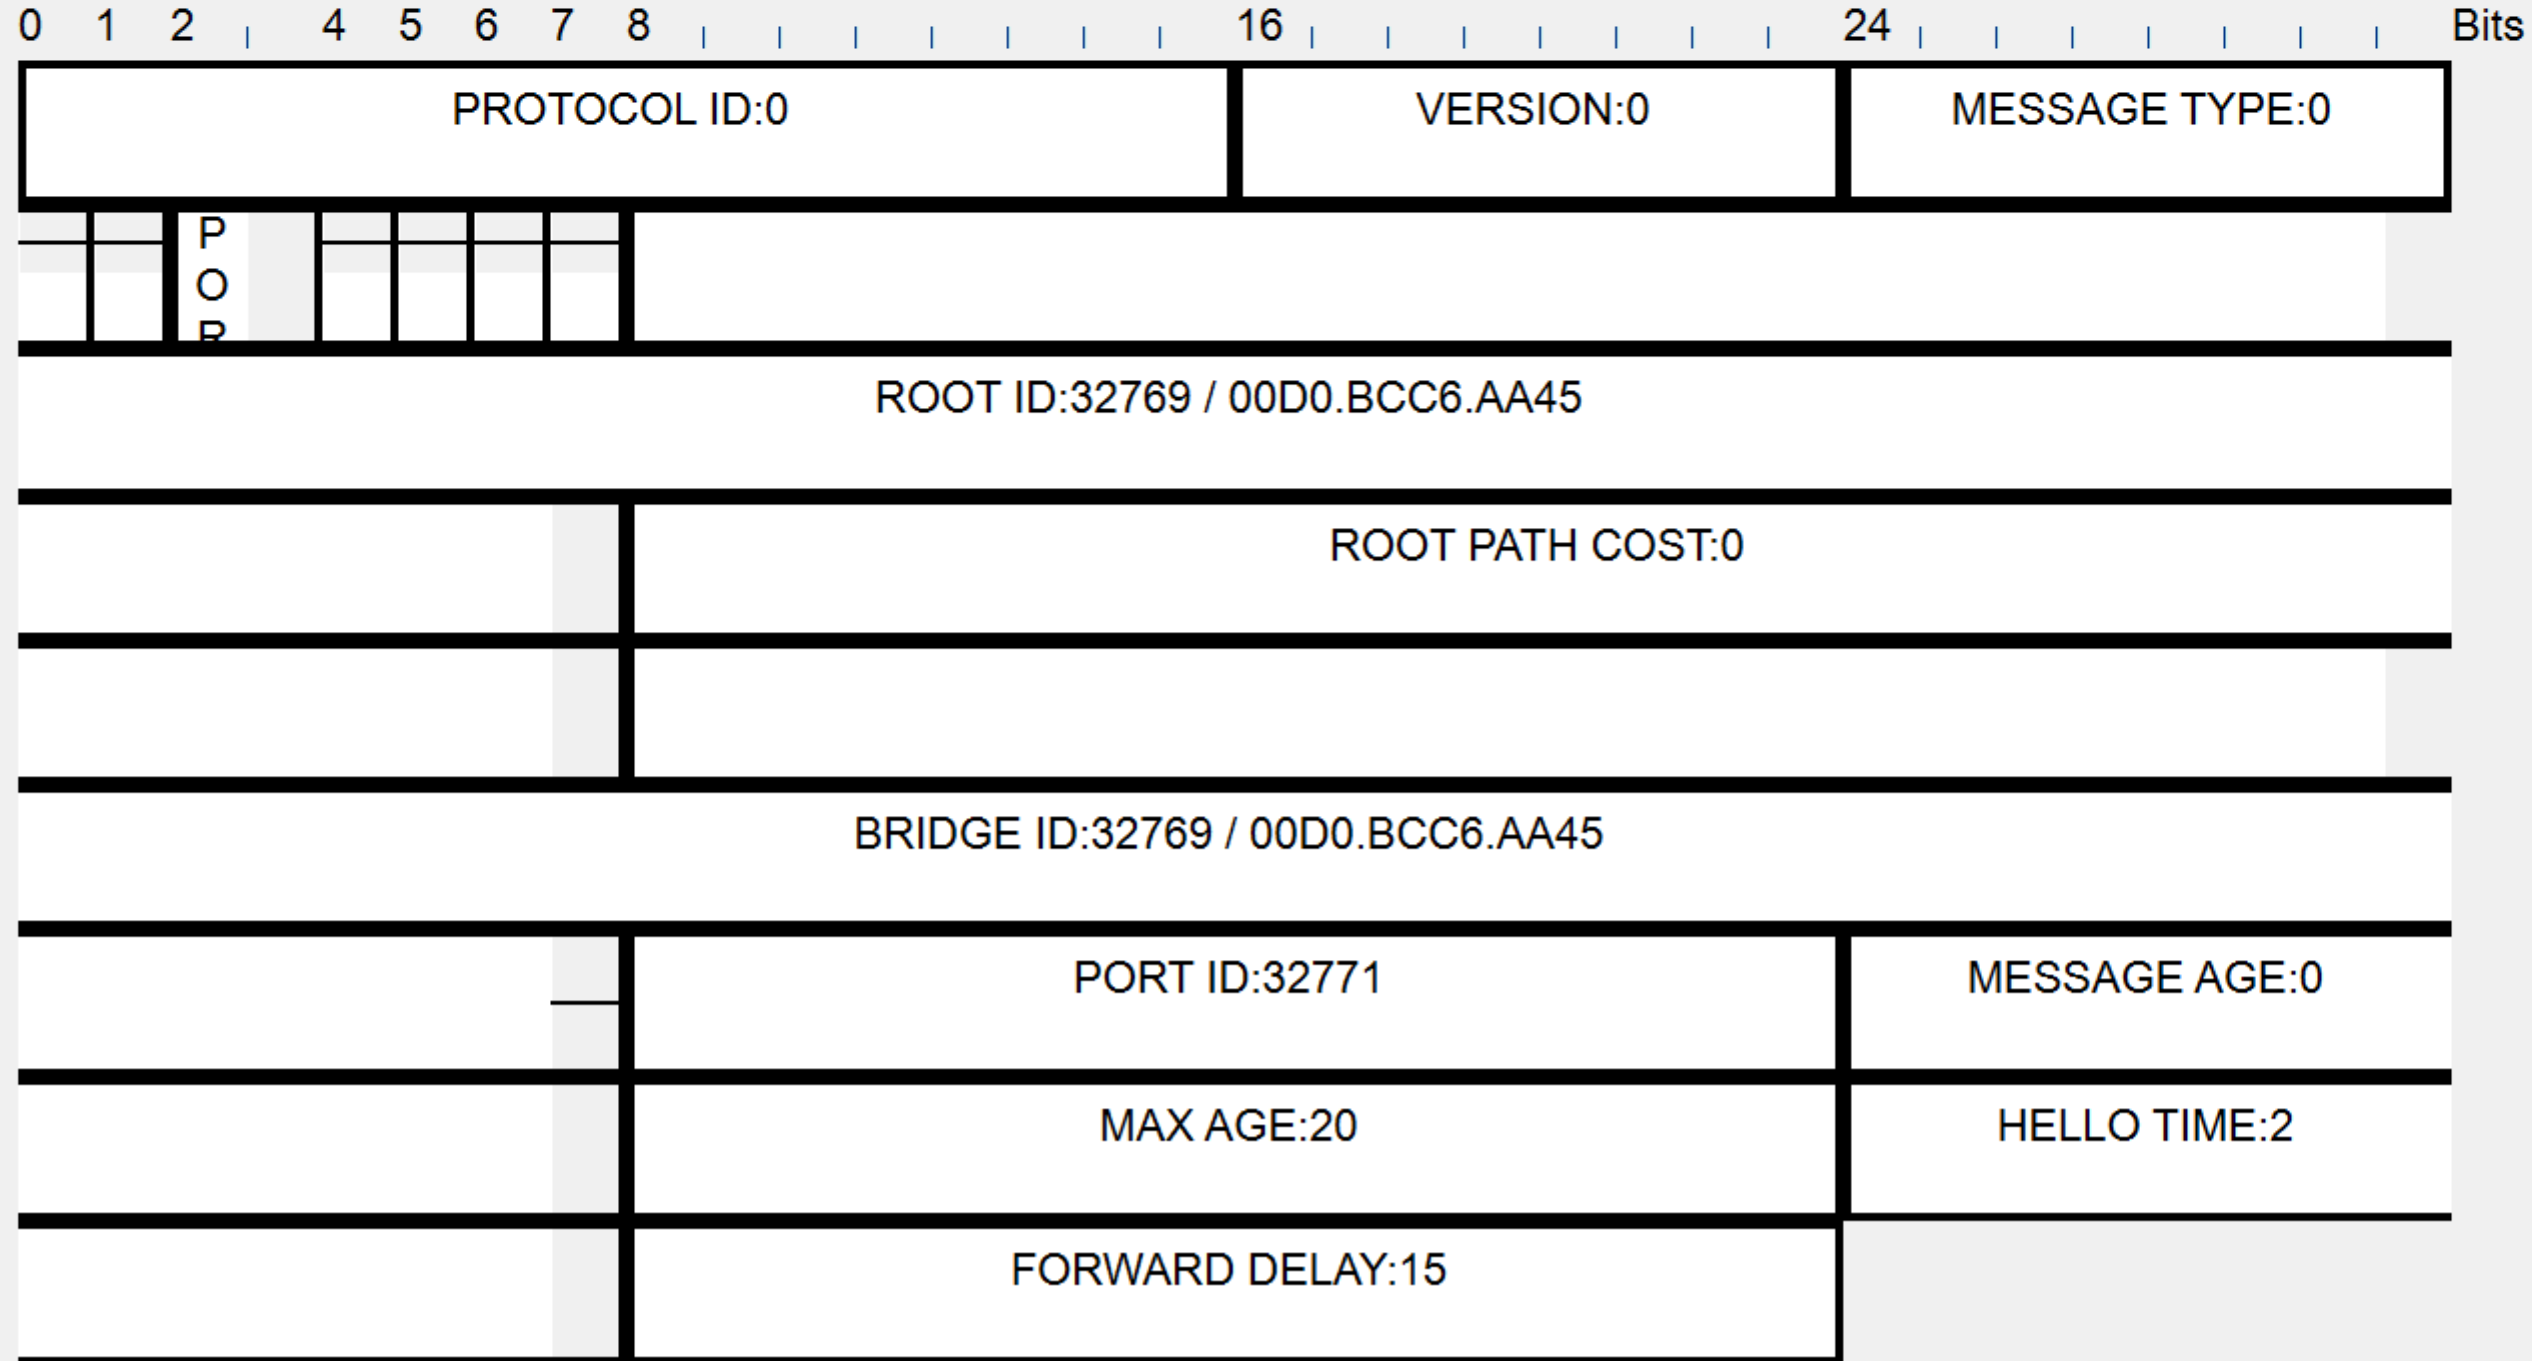 0 1 2 4 5 6 7 8 16 24 Bits
PROTOCOL ID:0 VERSION:0 MESSAGE TYPE:0
P
O
R
ROOT ID:32769 / 00D0.BCC6.AA45
ROOT PATH COST:0
BRIDGE ID:32769 / 00D0.BCC6.AA45
PORT ID:32771 MESSAGE AGE:0
MAX AGE:20 HELLO TIME:2
FORWARD DELAY:15